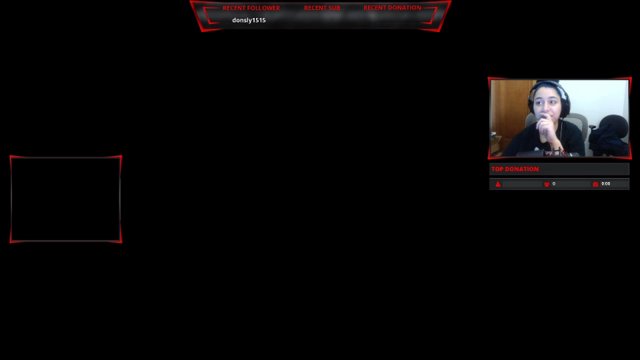 RECENT FOLLOWER RECENT SUB RECENT DONATION
donsly1515
TOP DONATION
0 0.00